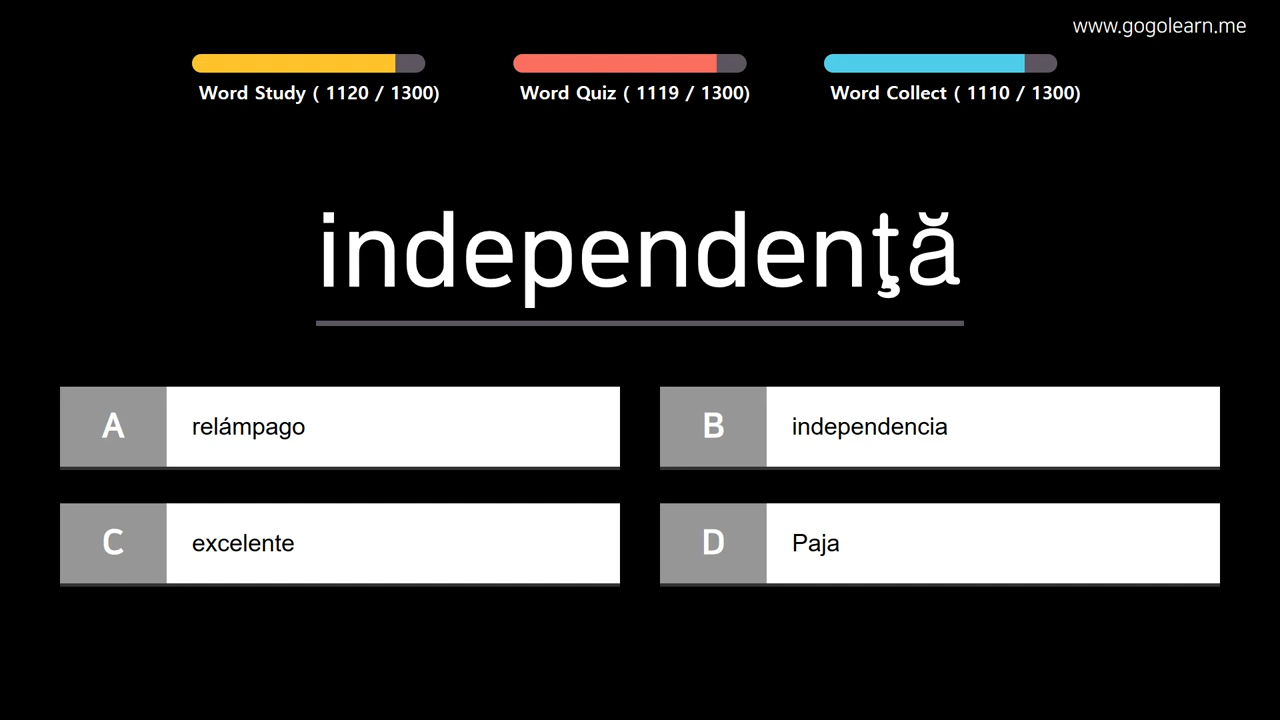 www.gogolearn.me
Word Study ( 1120 / 1300)
Word Quiz ( 1119 / 1300)
Word Collect ( 1110 / 1300)
independenţă
A relámpago
B independencia
C excelente
D Paja